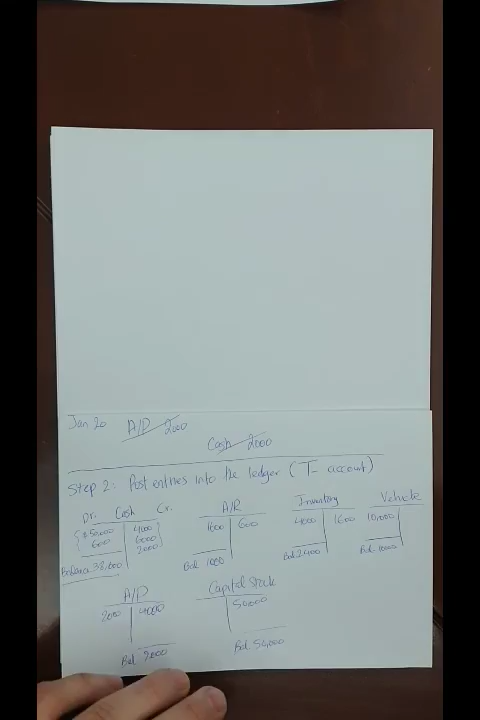 Jan 20 A/P 2000
Cash 2000
Step 2: Post entries into the ledger (T- account)
Dr. Cash Cr. A/R Inventory Vehicle
$50,000 4000 1600 600 4000 1600 10,000
600 6000
2000
Balance 38,000 Bal. 1000 Bal. 2400 Bal.
A/P Capital Stock
2000 4000 50,000
Bal 2000 Bal. 50,000